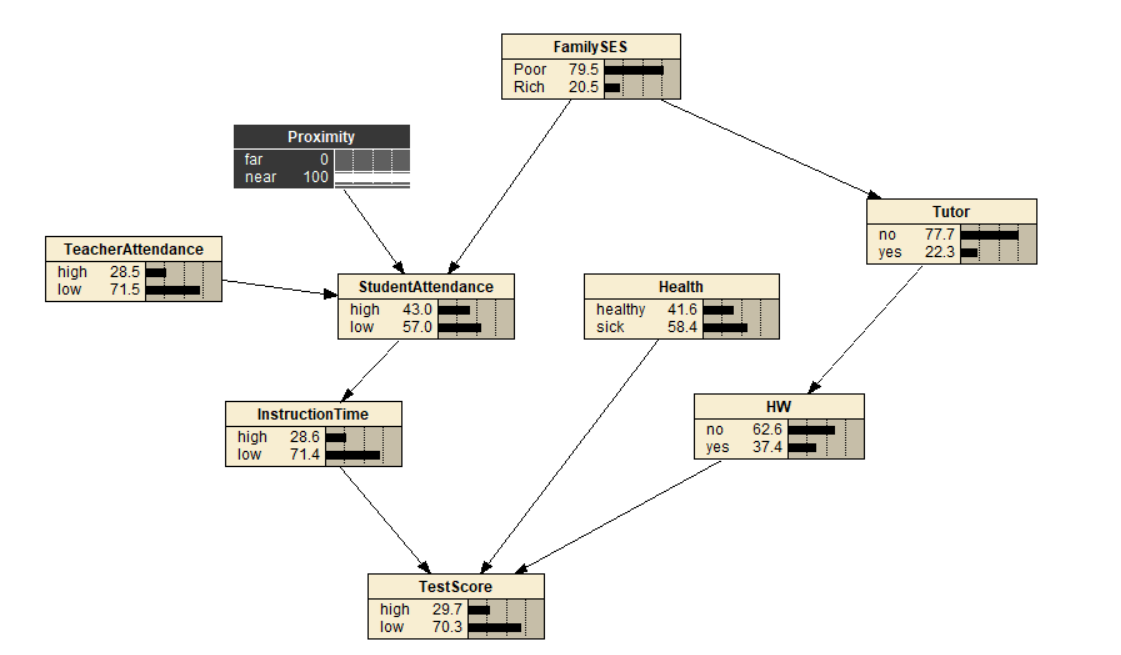 FamilySES
Poor 79.5
Rich 20.5
Proximity
far 0
near 100
Tutor
no 77.7
yes 22.3
TeacherAttendance
high 28.5
low 71.5
StudentAttendance
high 43.0
low 57.0
Health
healthy 41.6
sick 58.4
HW
no 62.6
yes 37.4
InstructionTime
high 28.6
low 71.4
TestScore
high 29.7
low 70.3